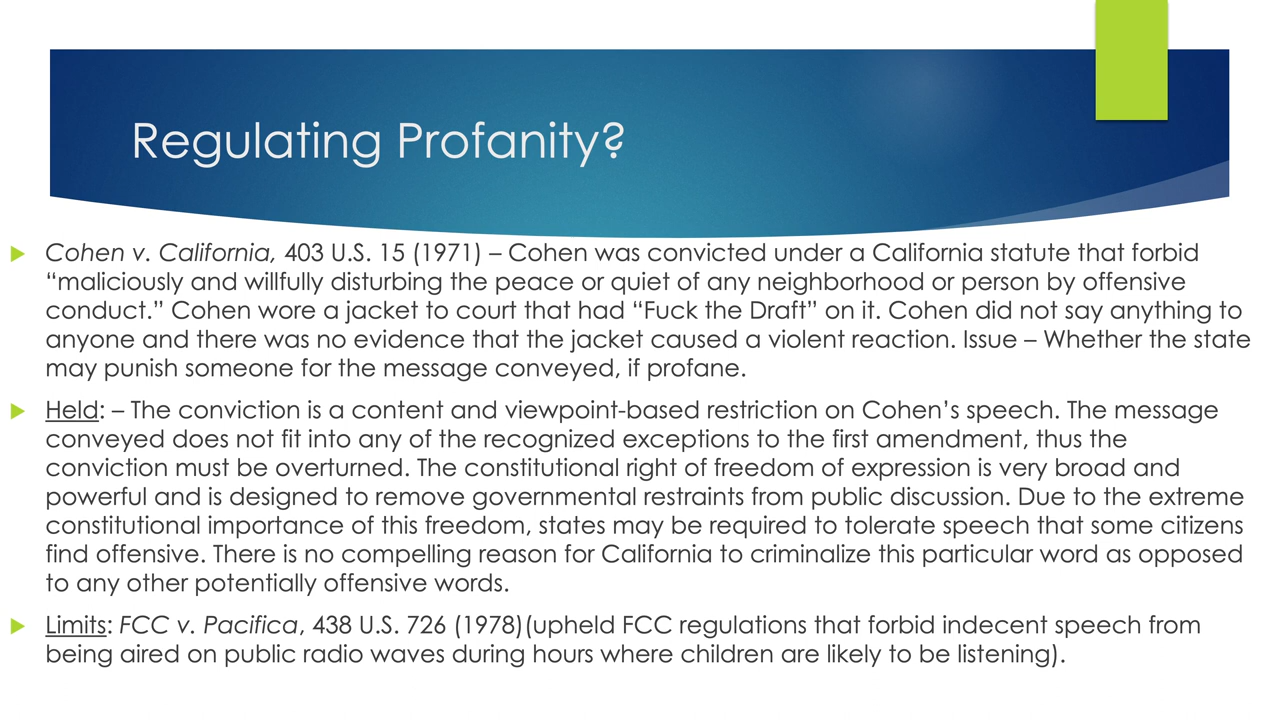 Regulating Profanity?
Cohen v. California, 403 U.S. 15 (1971) – Cohen was convicted under a California statute that forbid
“maliciously and willfully disturbing the peace or quiet of any neighborhood or person by offensive
conduct.” Cohen wore a jacket to court that had “Fuck the Draft” on it. Cohen did not say anything to
anyone and there was no evidence that the jacket caused a violent reaction. Issue – Whether the state
may punish someone for the message conveyed, if profane.
Held: – The conviction is a content and viewpoint-based restriction on Cohen’s speech. The message
conveyed does not fit into any of the recognized exceptions to the first amendment, thus the
conviction must be overturned. The constitutional right of freedom of expression is very broad and
powerful and is designed to remove governmental restraints from public discussion. Due to the extreme
constitutional importance of this freedom, states may be required to tolerate speech that some citizens
find offensive. There is no compelling reason for California to criminalize this particular word as opposed
to any other potentially offensive words.
Limits: FCC v. Pacifica, 438 U.S. 726 (1978)(upheld FCC regulations that forbid indecent speech from
being aired on public radio waves during hours where children are likely to be listening).